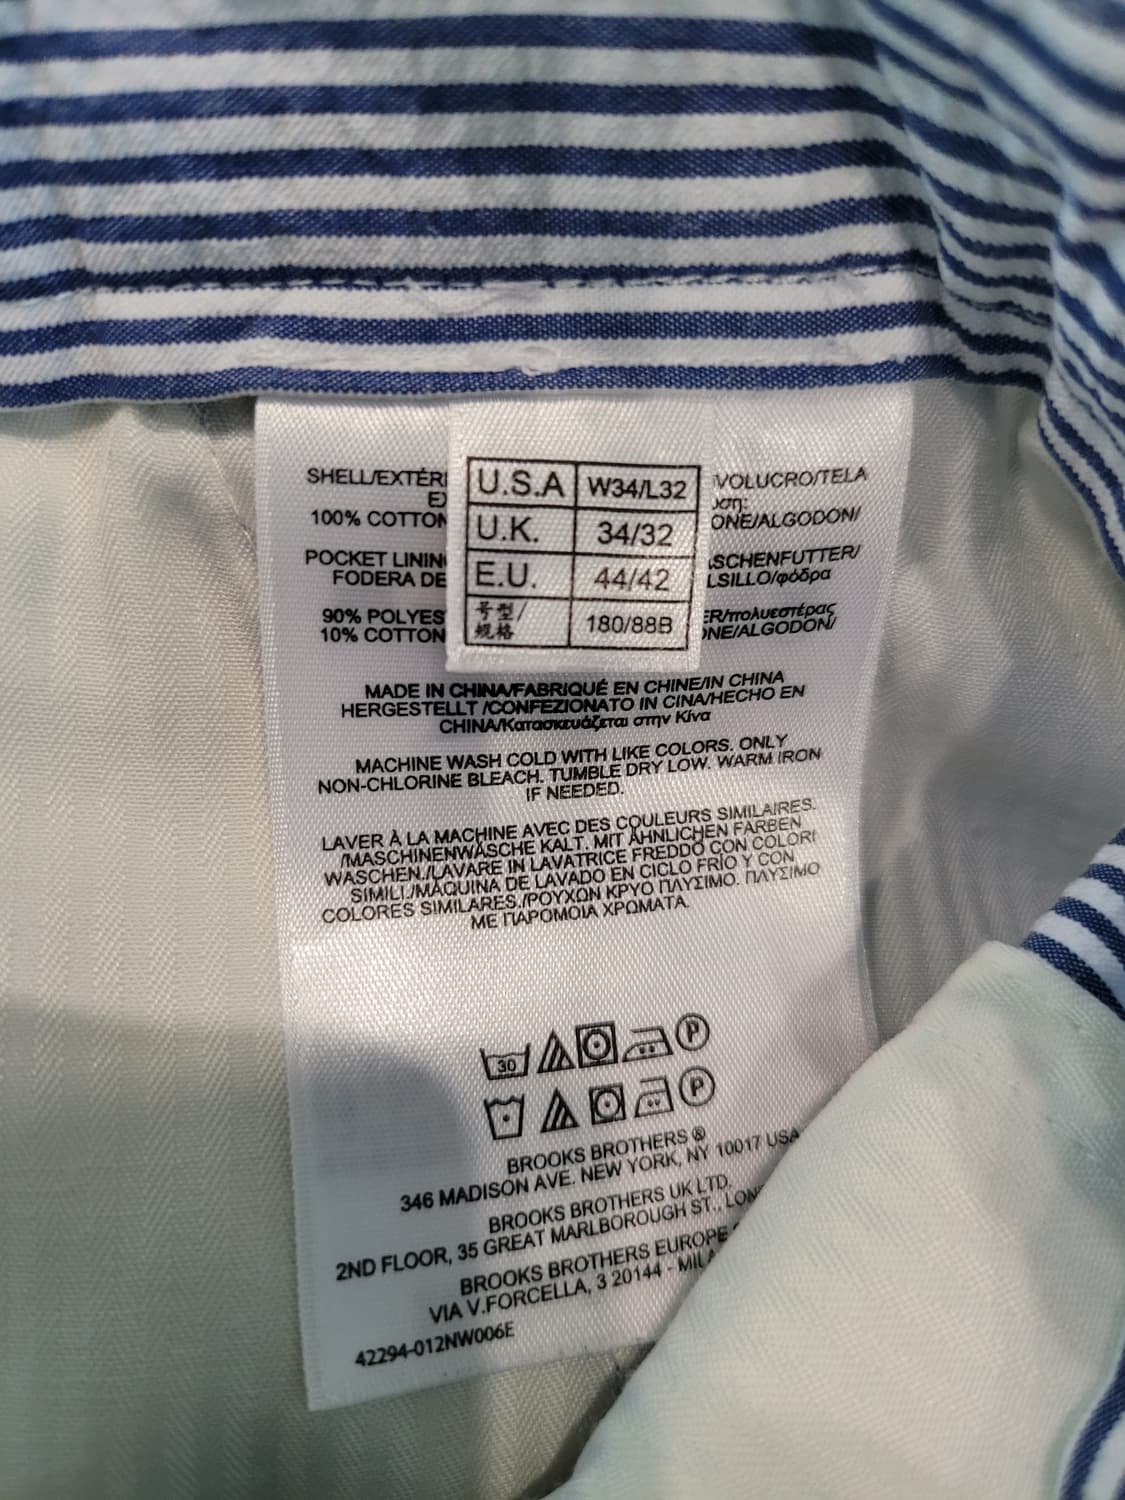 U.S.A W34/L32
U.K. 34/32
E.U. 44/42
号型/规格 180/88B
SHELL/EXTÉRI VOLUCRO/TELA
100% COTTON ONE/ALGODON/
POCKET LININ SCHENFUTTER/
FODERA DE LSILLO/φόδρα
90% POLYES ER/πολυεστέρας
10% COTTON ONE/ALGODON/
MADE IN CHINA/FABRIQUÉ EN CHINE/IN CHINA
HERGESTELLT /CONFEZIONATO IN CINA/HECHO EN
CHINA/Κατασκευάζεται στην Κίνα
MACHINE WASH COLD WITH LIKE COLORS. ONLY
NON-CHLORINE BLEACH. TUMBLE DRY LOW. WARM IRON
IF NEEDED.
LAVER À LA MACHINE AVEC DES COULEURS SIMILAIRES.
/MASCHINENWÄSCHE KALT. MIT ÄHNLICHEN FARBEN
WASCHEN./LAVARE IN LAVATRICE FREDDO CON COLORI
SIMILI./MÁQUINA DE LAVADO EN CICLO FRÍO Y CON
COLORES SIMILARES./ΡΟΥΧΩΝ ΚΡΥΟ ΠΛΥΣΙΜΟ. ΠΛΥΣΙΜΟ
ΜΕ ΠΑΡΟΜΟΙΑ ΧΡΩΜΑΤΑ.
30 P
P
BROOKS BROTHERS ®
346 MADISON AVE. NEW YORK, NY 10017 USA
BROOKS BROTHERS UK LTD.
2ND FLOOR, 35 GREAT MARLBOROUGH ST., LON
BROOKS BROTHERS EUROPE
VIA V.FORCELLA, 3 20144 - MILA
42294-012NW006E